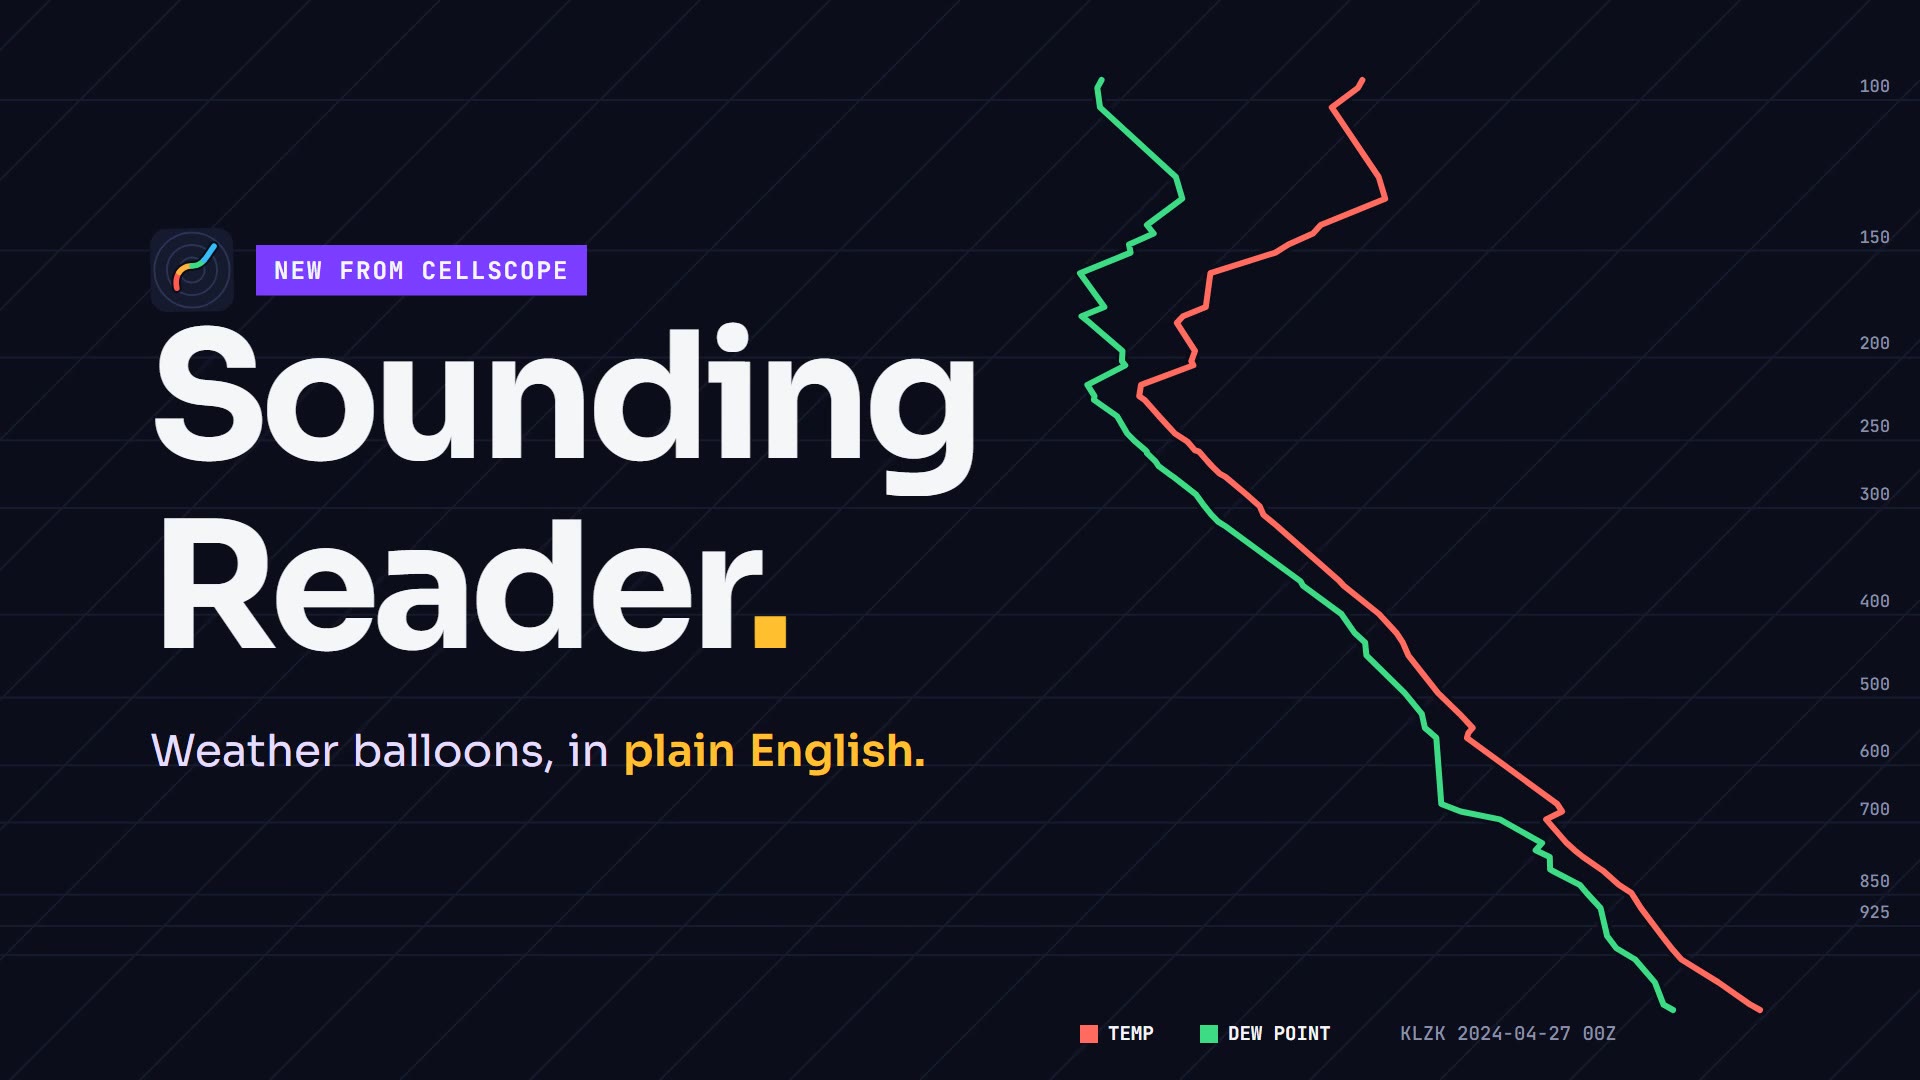 NEW FROM CELLSCOPE
Sounding
Reader.
Weather balloons, in plain English.
100
150
200
250
300
400
500
600
700
850
925
TEMP
DEW POINT
KLZK 2024-04-27 00Z